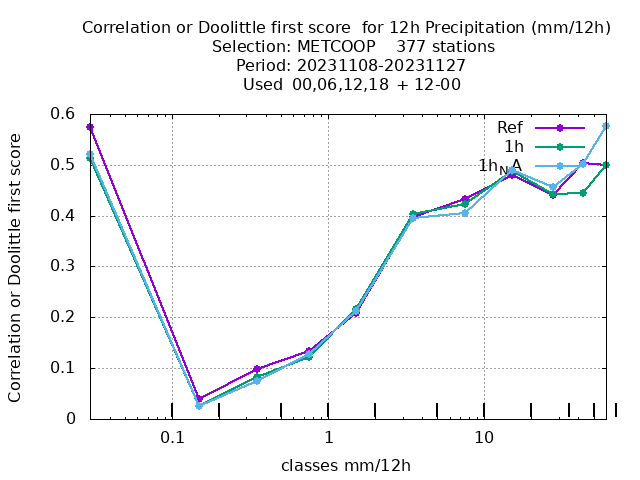 Correlation or Doolittle first score  for 12h Precipitation (mm/12h)
Selection: METCOOP    377 stations
Period: 20231108-20231127
Used  00,06,12,18  + 12-00
Correlation or Doolittle first score
0.6
0.5
0.4
0.3
0.2
0.1
0
Ref
1h
1h_NA
0.1 1 10
classes mm/12h